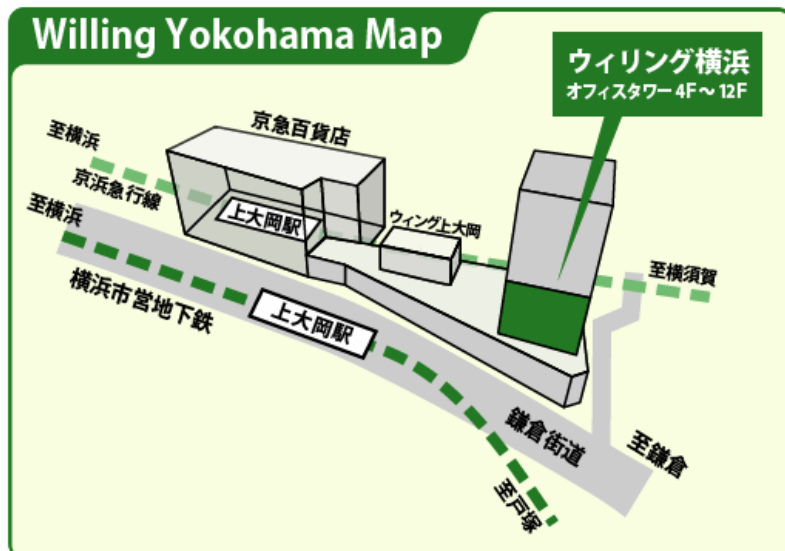 Willing Yokohama Map
ウィリング横浜
オフィスタワー 4F～12F
京急百貨店
至横浜
京浜急行線
上大岡駅
ウィング上大岡
至横浜
至横須賀
横浜市営地下鉄
上大岡駅
鎌倉街道
至鎌倉
至戸塚